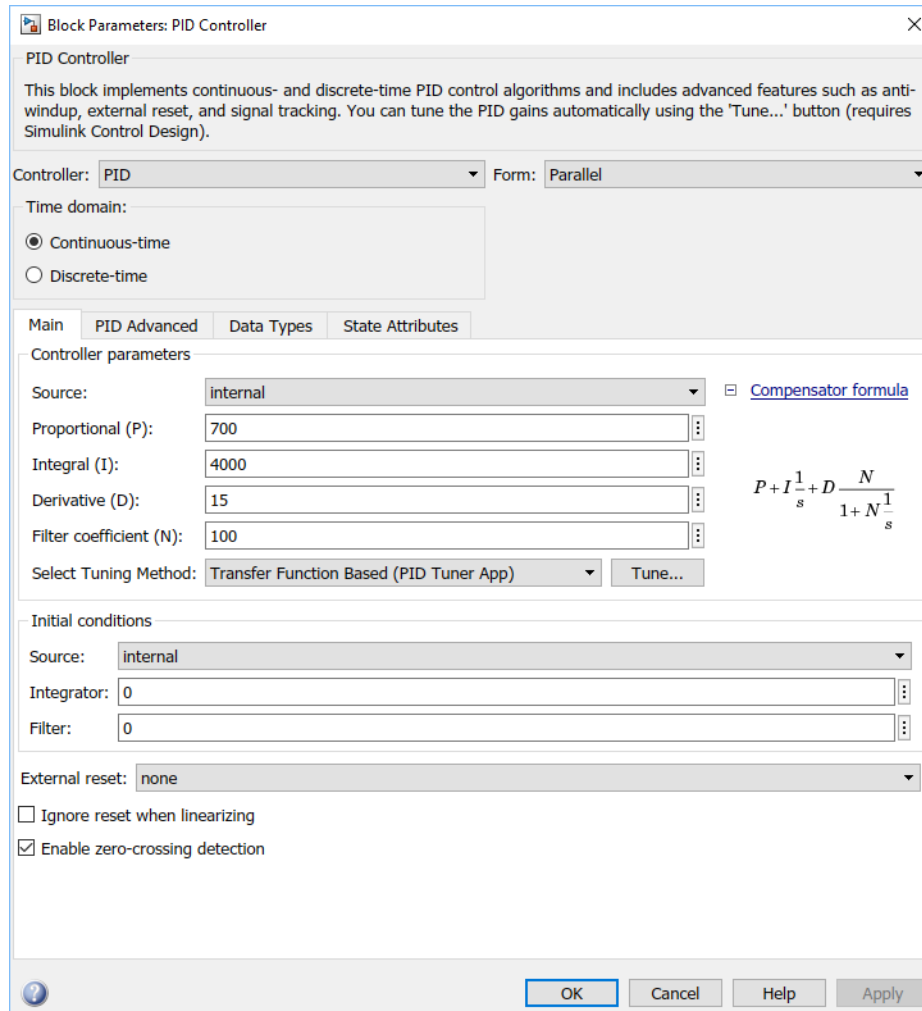 Block Parameters: PID Controller
PID Controller
This block implements continuous- and discrete-time PID control algorithms and includes advanced features such as anti-
windup, external reset, and signal tracking. You can tune the PID gains automatically using the 'Tune...' button (requires
Simulink Control Design).
Controller: PID Form: Parallel
Time domain:
Continuous-time
Discrete-time
Main PID Advanced Data Types State Attributes
Controller parameters
Source: internal Compensator formula
Proportional (P): 700
Integral (I): 4000
Derivative (D): 15
P+I 1/s +D N/(1+N 1/s)
Filter coefficient (N): 100
Select Tuning Method: Transfer Function Based (PID Tuner App) Tune...
Initial conditions
Source: internal
Integrator: 0
Filter: 0
External reset: none
Ignore reset when linearizing
Enable zero-crossing detection
? OK Cancel Help Apply